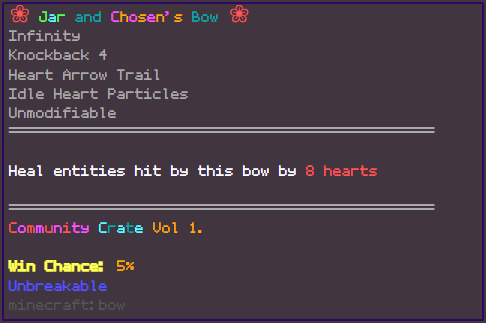 ❀ Jar and Chosen's Bow ❀
Infinity
Knockback 4
Heart Arrow Trail
Idle Heart Particles
Unmodifiable
Heal entities hit by this bow by 8 hearts
Community Crate Vol 1.
Win Chance: 5%
Unbreakable
minecraft:bow